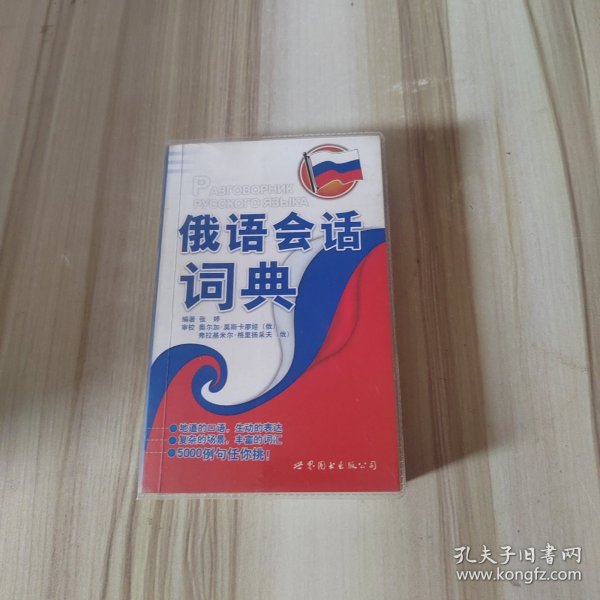 РАЗГОВОРНИК
РУССКОГО ЯЗЫКА
俄语会话
词典
编著 张 婷
审校 奥尔加·莫斯卡廖娃（俄）
弗拉基米尔·格里扬采夫（俄）
●地道的口语，生动的表达
●复杂的场景，丰富的词汇
●5000例句任你挑！
世界图书出版公司
孔夫子旧书网
www.kongfz.com